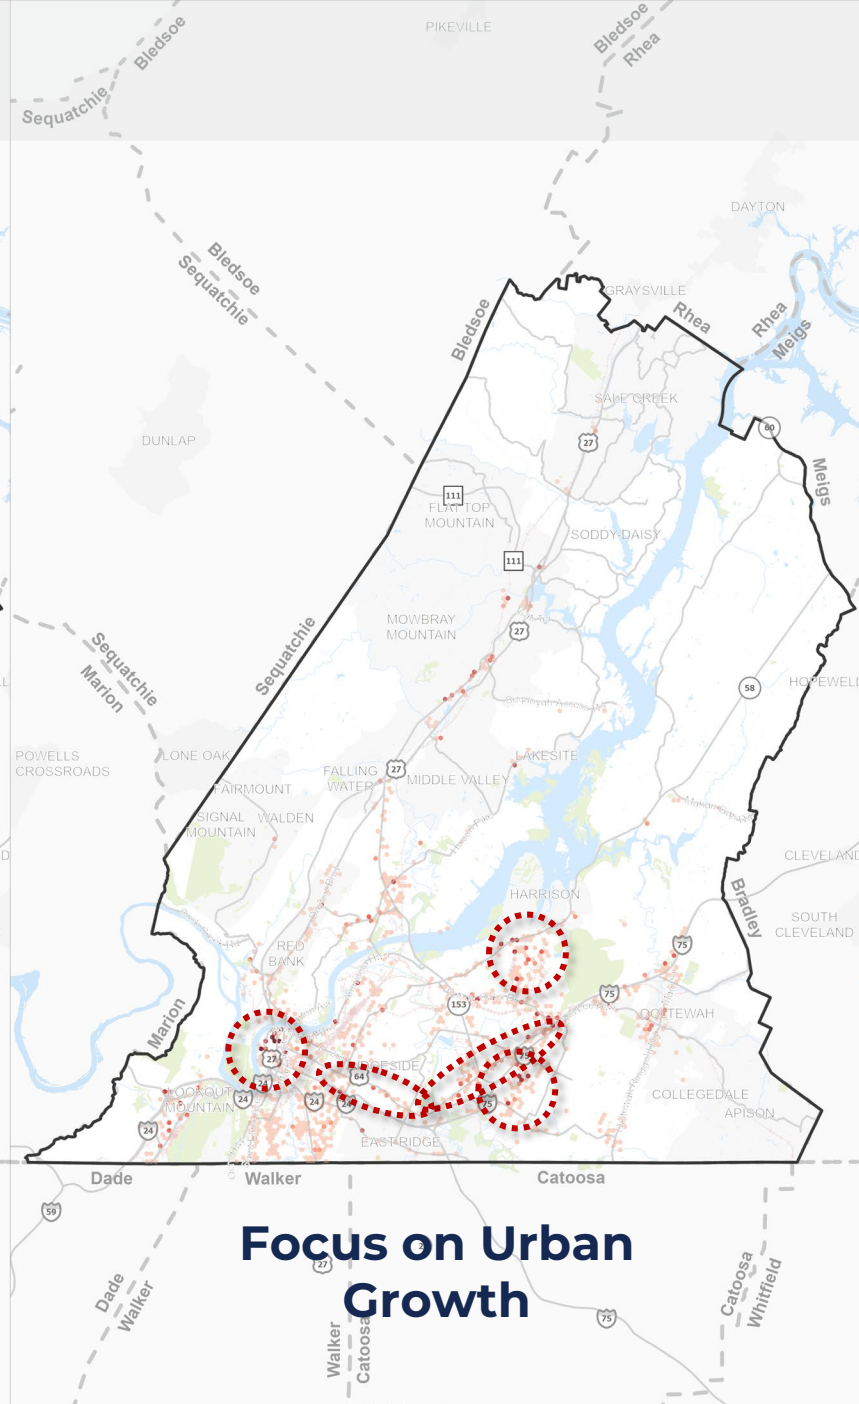 PIKEVILLE
Bledsoe
Bledsoe
Rhea
Sequatchie
DAYTON
Bledsoe
Sequatchie
GRAYSVILLE
Rhea
Rhea
Meigs
Bledsoe
SALE CREEK
DUNLAP
27
60
Meigs
111
FLAT TOP
MOUNTAIN
SODDY-DAISY
111
MOWBRAY
MOUNTAIN
27
Sequatchie
Marion
Sequatchie
58
HOPEWELL
POWELLS
CROSSROADS
LONE OAK
LAKESITE
FALLING
WATER
27
MIDDLE VALLEY
FAIRMOUNT
SIGNAL
MOUNTAIN
WALDEN
CLEVELAND
HARRISON
Bradley
SOUTH
CLEVELAND
RED
BANK
75
75
153
OOLTEWAH
Marion
27
75
64
24
24
24
24
75
LOOKOUT
MOUNTAIN
COLLEGEDALE
APISON
24
EAST RIDGE
Dade
Walker
Catoosa
59
Focus on Urban
Growth
27
75
Dade
Walker
Walker
Catoosa
Catoosa
Whitfield